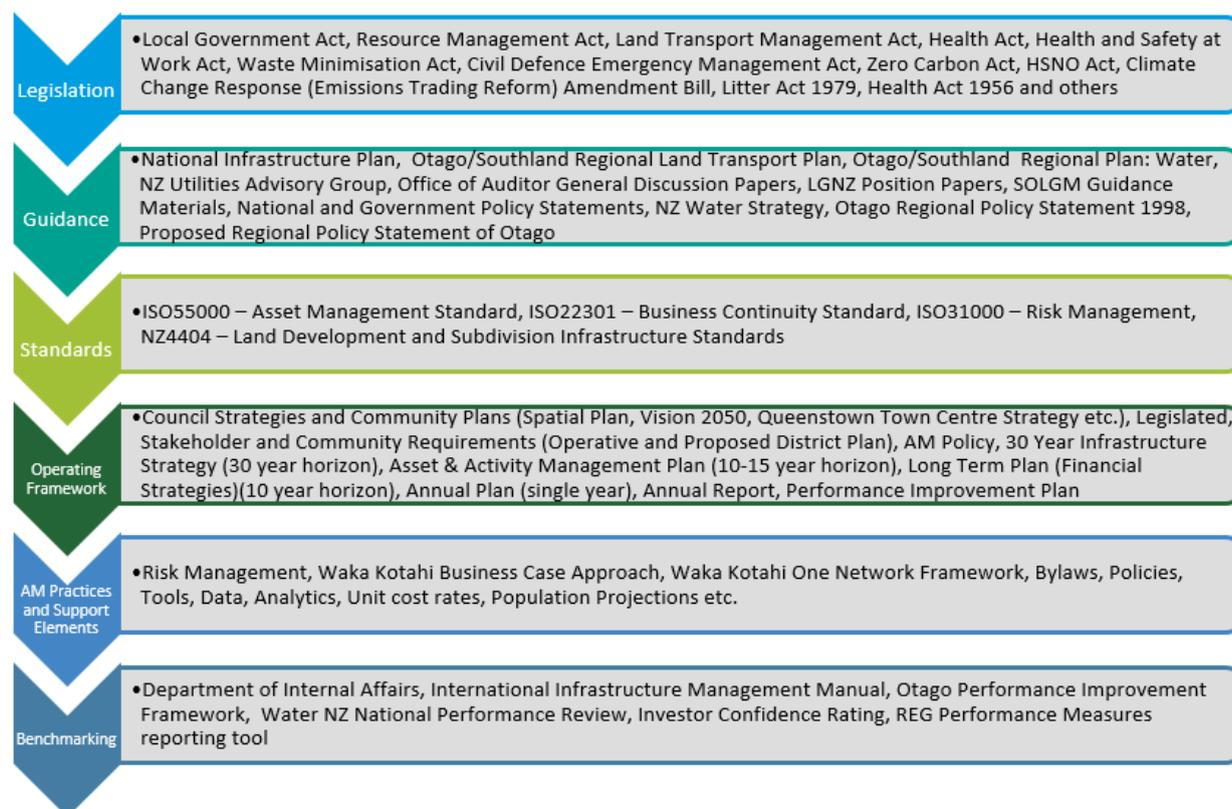 Legislation
•Local Government Act, Resource Management Act, Land Transport Management Act, Health Act, Health and Safety at
Work Act, Waste Minimisation Act, Civil Defence Emergency Management Act, Zero Carbon Act, HSNO Act, Climate
Change Response (Emissions Trading Reform) Amendment Bill, Litter Act 1979, Health Act 1956 and others
Guidance
•National Infrastructure Plan, Otago/Southland Regional Land Transport Plan, Otago/Southland Regional Plan: Water,
NZ Utilities Advisory Group, Office of Auditor General Discussion Papers, LGNZ Position Papers, SOLGM Guidance
Materials, National and Government Policy Statements, NZ Water Strategy, Otago Regional Policy Statement 1998,
Proposed Regional Policy Statement of Otago
Standards
•ISO55000 – Asset Management Standard, ISO22301 – Business Continuity Standard, ISO31000 – Risk Management,
NZ4404 – Land Development and Subdivision Infrastructure Standards
Operating
Framework
•Council Strategies and Community Plans (Spatial Plan, Vision 2050, Queenstown Town Centre Strategy etc.), Legislated,
Stakeholder and Community Requirements (Operative and Proposed District Plan), AM Policy, 30 Year Infrastructure
Strategy (30 year horizon), Asset & Activity Management Plan (10-15 year horizon), Long Term Plan (Financial
Strategies)(10 year horizon), Annual Plan (single year), Annual Report, Performance Improvement Plan
AM Practices
and Support
Elements
•Risk Management, Waka Kotahi Business Case Approach, Waka Kotahi One Network Framework, Bylaws, Policies,
Tools, Data, Analytics, Unit cost rates, Population Projections etc.
Benchmarking
•Department of Internal Affairs, International Infrastructure Management Manual, Otago Performance Improvement
Framework, Water NZ National Performance Review, Investor Confidence Rating, REG Performance Measures
reporting tool